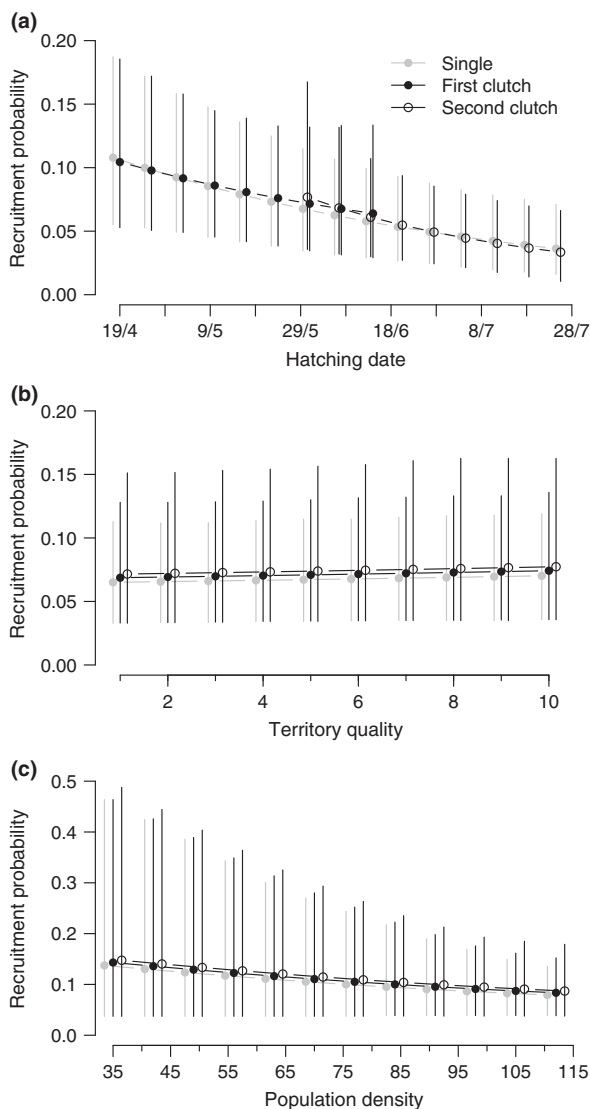 (a)
0.20
0.15
0.10
0.05
0.00
Recruitment probability
Single
First clutch
Second clutch
19/4 9/5 29/5 18/6 8/7 28/7
Hatching date
(b)
0.20
0.15
0.10
0.05
0.00
Recruitment probability
2 4 6 8 10
Territory quality
(c)
0.5
0.4
0.3
0.2
0.1
0.0
Recruitment probability
35 45 55 65 75 85 95 105 115
Population density